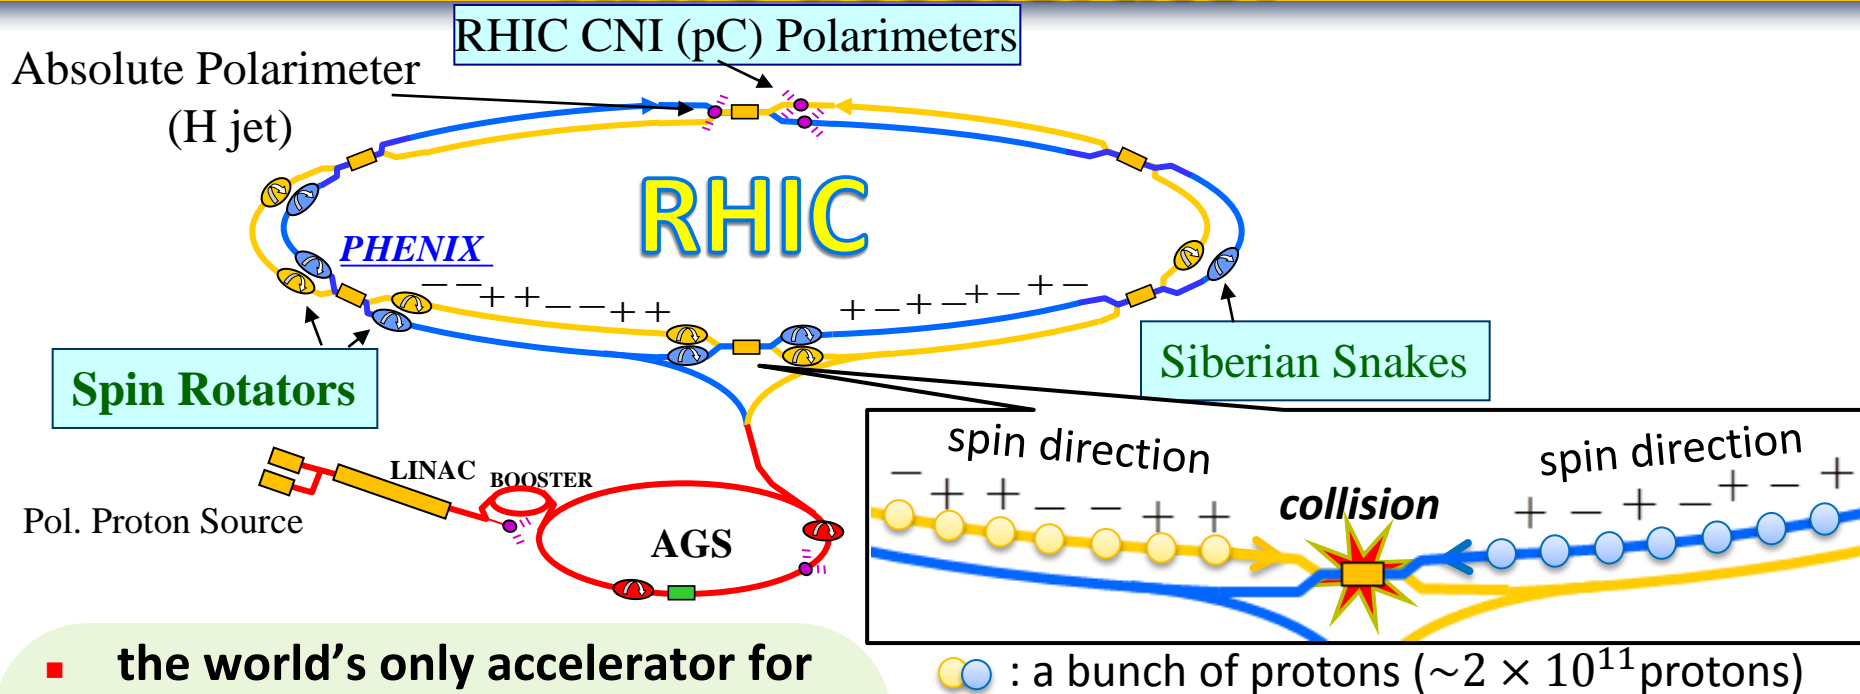 RHIC CNI (pC) Polarimeters
Absolute Polarimeter
(H jet)
RHIC
PHENIX
− − + + − − + +
+ − + − + − + −
Spin Rotators
Siberian Snakes
LINAC
BOOSTER
Pol. Proton Source
AGS
spin direction
spin direction
− + + − − + +
collision
+ − + − + − +
▪ the world’s only accelerator for
: a bunch of protons (~2 × 10¹¹protons)